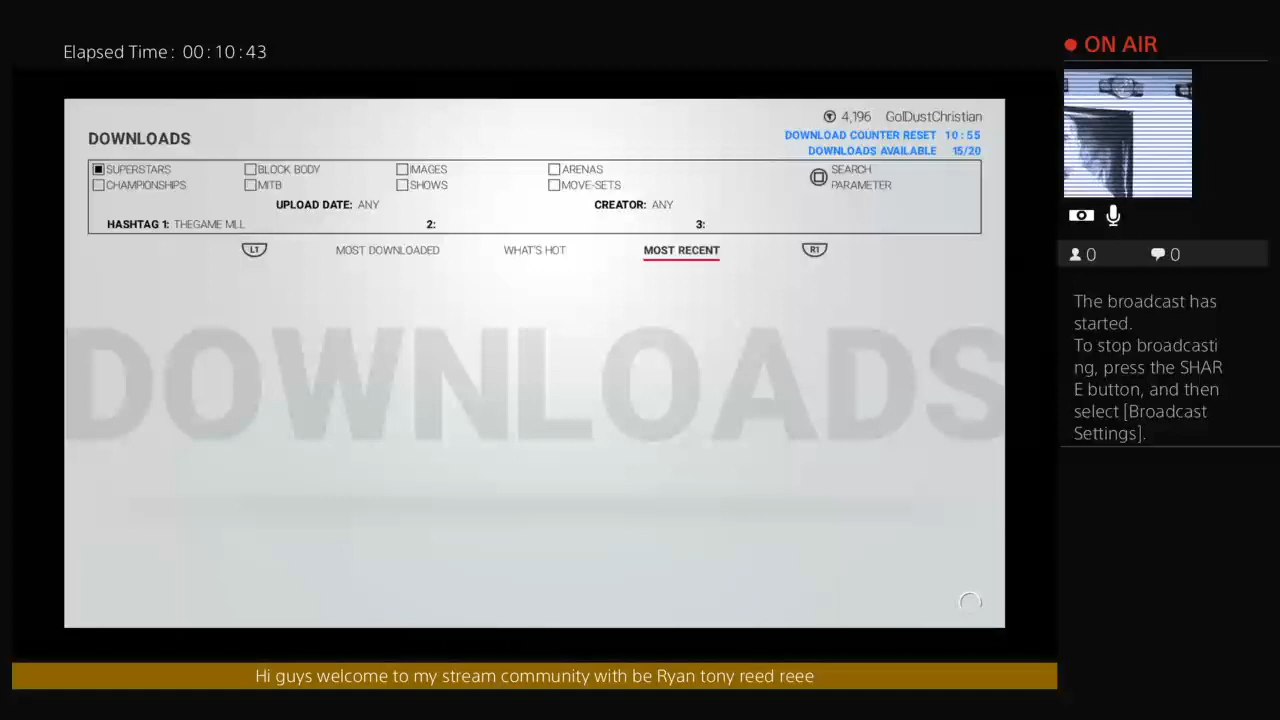 Elapsed Time: 00:10:43
ON AIR
4,196 GolDustChristian
DOWNLOADS
DOWNLOAD COUNTER RESET 10:55
DOWNLOADS AVAILABLE 15/20
SUPERSTARS BLOCK BODY IMAGES ARENAS SEARCH
CHAMPIONSHIPS MITB SHOWS MOVE-SETS PARAMETER
UPLOAD DATE: ANY CREATOR: ANY
HASHTAG 1: THEGAME MLL 2: 3:
L1 MOST DOWNLOADED WHAT'S HOT MOST RECENT R1
DOWNLOADS
0 0
The broadcast has
started.
To stop broadcasti
ng, press the SHAR
E button, and then
select [Broadcast
Settings].
Hi guys welcome to my stream community with be Ryan tony reed reee